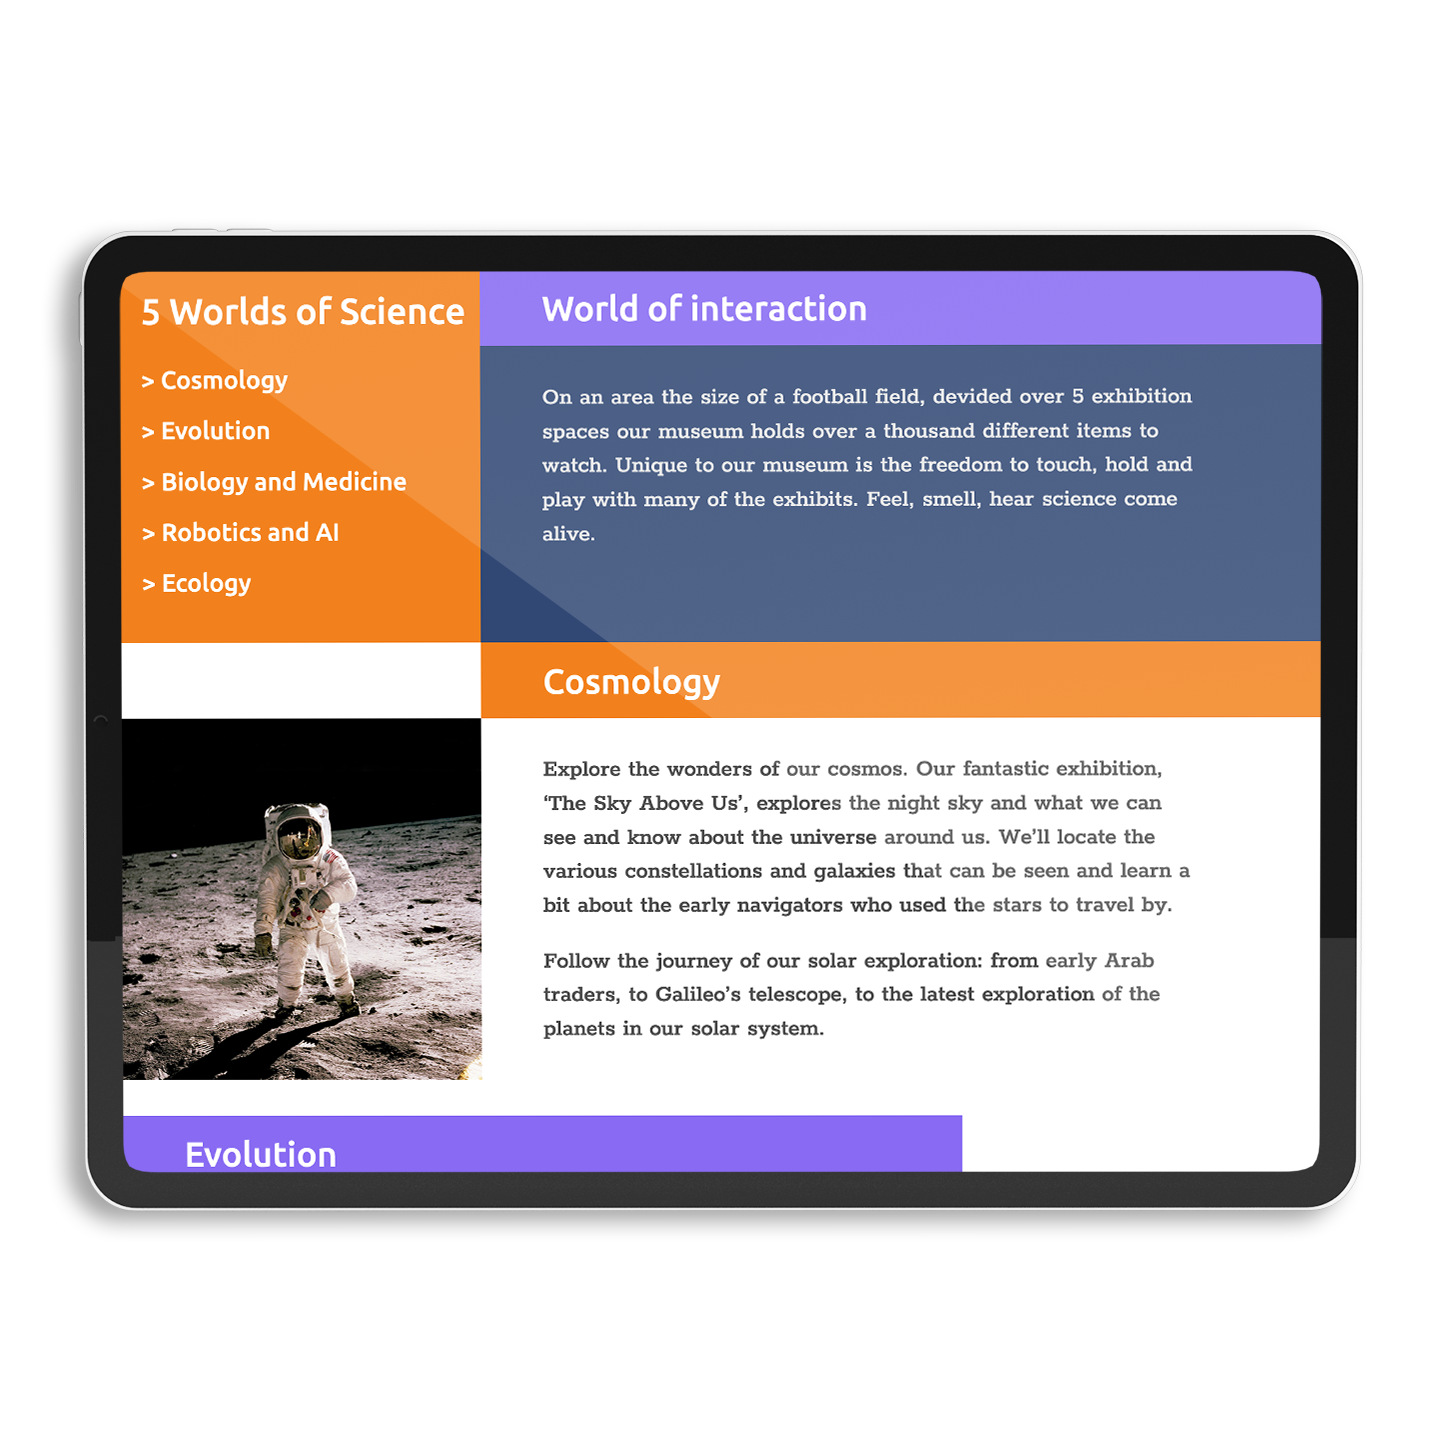 5 Worlds of Science
> Cosmology
> Evolution
> Biology and Medicine
> Robotics and AI
> Ecology
World of interaction
On an area the size of a football field, devided over 5 exhibition
spaces our museum holds over a thousand different items to
watch. Unique to our museum is the freedom to touch, hold and
play with many of the exhibits. Feel, smell, hear science come
alive.
Cosmology
Explore the wonders of our cosmos. Our fantastic exhibition,
‘The Sky Above Us’, explores the night sky and what we can
see and know about the universe around us. We’ll locate the
various constellations and galaxies that can be seen and learn a
bit about the early navigators who used the stars to travel by.
Follow the journey of our solar exploration: from early Arab
traders, to Galileo’s telescope, to the latest exploration of the
planets in our solar system.
Evolution